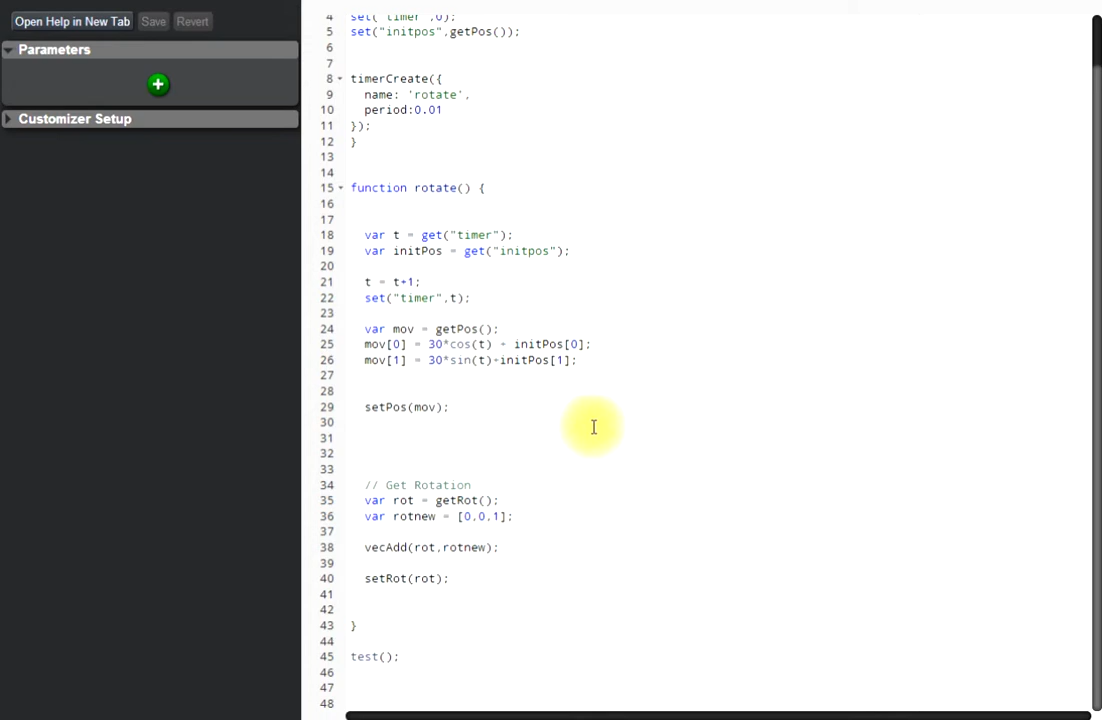 Open Help in New Tab Save Revert
Parameters
Customizer Setup
4 set("timer",0);
5 set("initpos",getPos());
6
7
8 timerCreate({
9 name: 'rotate',
10 period:0.01
11 });
12 }
13
14
15 function rotate() {
16
17
18 var t = get("timer");
19 var initPos = get("initpos");
20
21 t = t+1;
22 set("timer",t);
23
24 var mov = getPos();
25 mov[0] = 30*cos(t) + initPos[0];
26 mov[1] = 30*sin(t)+initPos[1];
27
28
29 setPos(mov);
30
31
32
33
34 // Get Rotation
35 var rot = getRot();
36 var rotnew = [0,0,1];
37
38 vecAdd(rot,rotnew);
39
40 setRot(rot);
41
42
43 }
44
45 test();
46
47
48